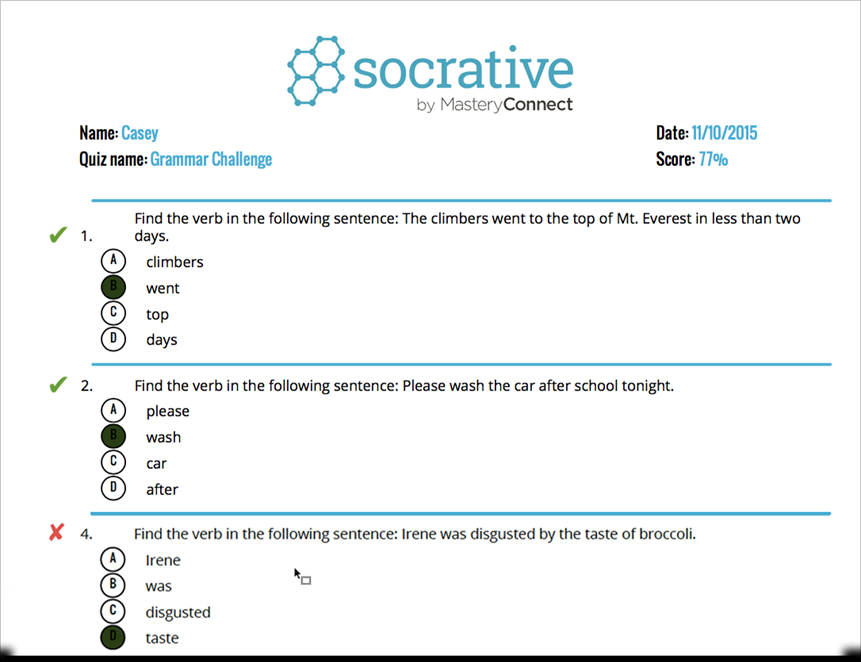 socrative
by MasteryConnect
Name: Casey
Date: 11/10/2015
Quiz name: Grammar Challenge
Score: 77%
Find the verb in the following sentence: The climbers went to the top of Mt. Everest in less than two
✔ 1. days.
A climbers
B went
C top
D days
✔ 2. Find the verb in the following sentence: Please wash the car after school tonight.
A please
B wash
C car
D after
✘ 4. Find the verb in the following sentence: Irene was disgusted by the taste of broccoli.
A Irene
B was
C disgusted
D taste